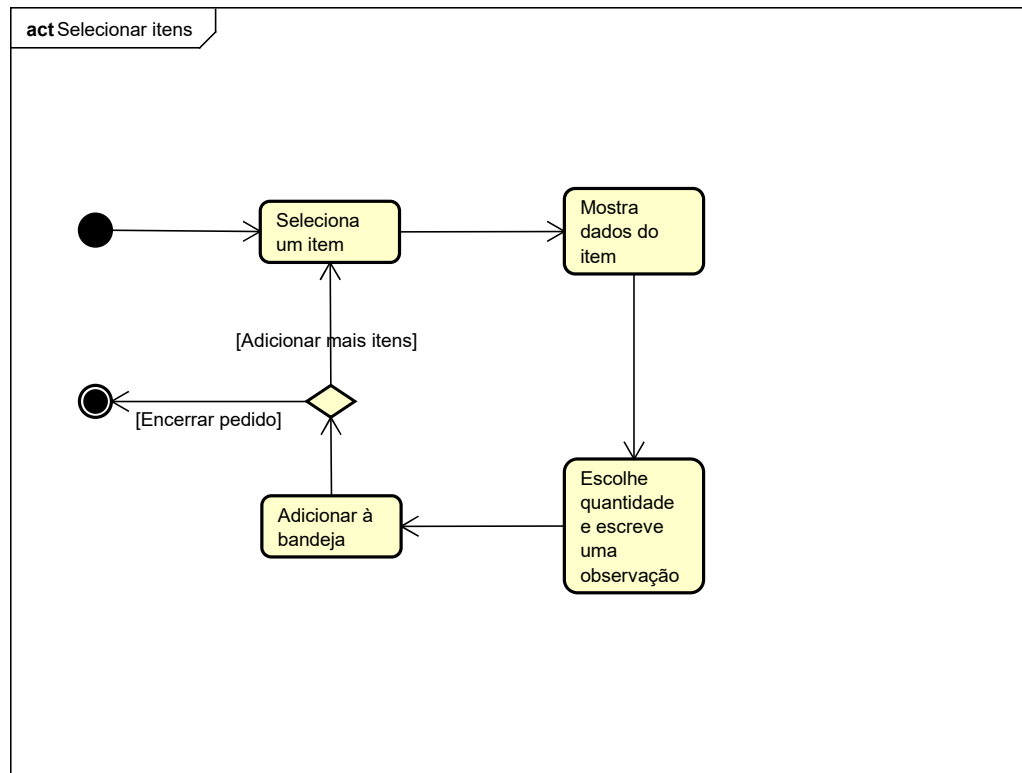 act Selecionar itens
Seleciona
um item
Mostra
dados do
item
[Adicionar mais itens]
[Encerrar pedido]
Escolhe
quantidade
e escreve
uma
observação
Adicionar à
bandeja